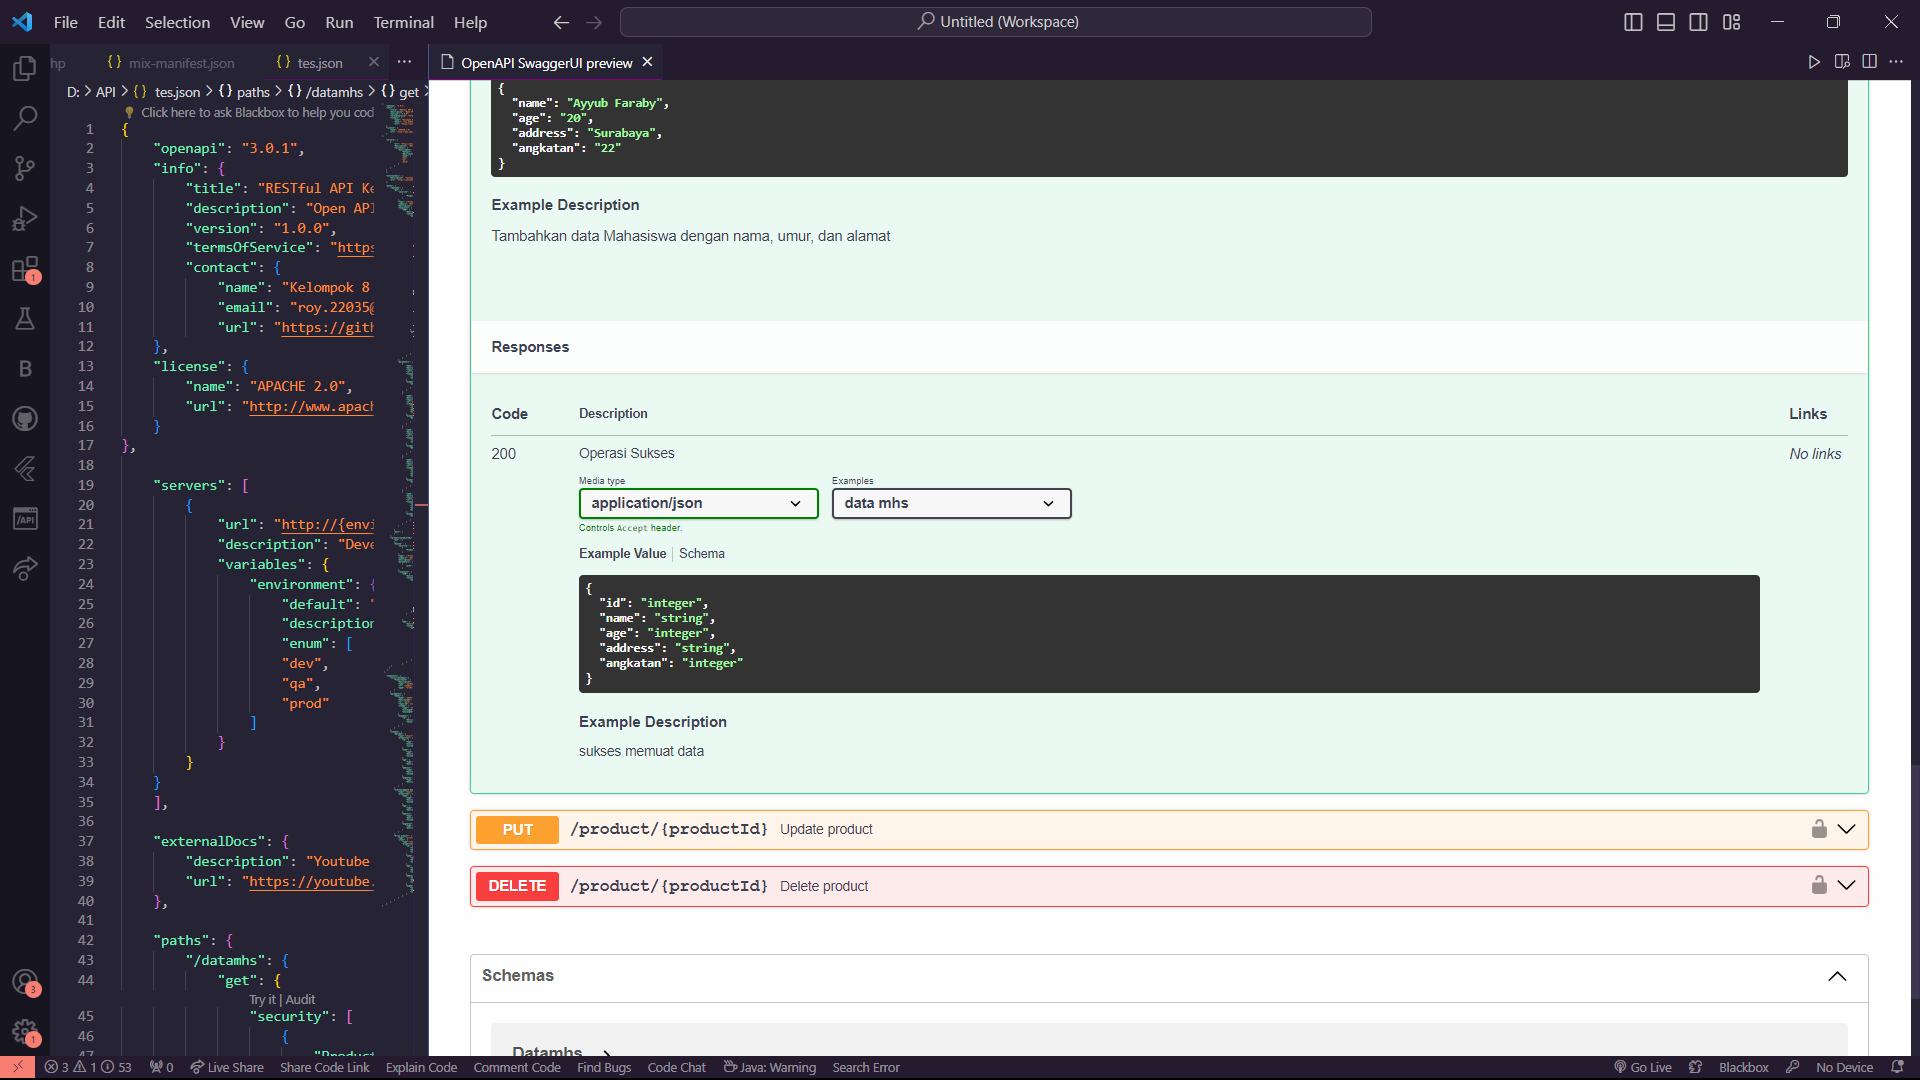 File Edit Selection View Go Run Terminal Help
Untitled (Workspace)
hp
{} mix-manifest.json
{} tes.json
OpenAPI SwaggerUI preview
D: > API > {} tes.json > {} paths > {} /datamhs > {} get >
Click here to ask Blackbox to help you cod
1 {
2 "openapi": "3.0.1",
3 "info": {
4 "title": "RESTful API Ke
5 "description": "Open API
6 "version": "1.0.0",
7 "termsOfService": "https
8 "contact": {
9 "name": "Kelompok 8
10 "email": "roy.22035@
11 "url": "https://gith
12 },
13 "license": {
14 "name": "APACHE 2.0",
15 "url": "http://www.apach
16 }
17 },
18
19 "servers": [
20 {
21 "url": "http://{envi
22 "description": "Deve
23 "variables": {
24 "environment": {
25 "default": "
26 "description
27 "enum": [
28 "dev",
29 "qa",
30 "prod"
31 ]
32 }
33 }
34 }
35 ],
36
37 "externalDocs": {
38 "description": "Youtube
39 "url": "https://youtube.
40 },
41
42 "paths": {
43 "/datamhs": {
44 "get": {
Try it | Audit
45 "security": [
46 {
47 "Product
{
"name": "Ayyub Faraby",
"age": "20",
"address": "Surabaya",
"angkatan": "22"
}
Example Description
Tambahkan data Mahasiswa dengan nama, umur, dan alamat
Responses
Code Description Links
200 Operasi Sukses No links
Media type Examples
application/json data mhs
Controls Accept header.
Example Value | Schema
{
"id": "integer",
"name": "string",
"age": "integer",
"address": "string",
"angkatan": "integer"
}
Example Description
sukses memuat data
PUT /product/{productId} Update product
DELETE /product/{productId} Delete product
Schemas
Datamhs >
B
/API
1
3
1
3 1 53 0 Live Share Share Code Link Explain Code Comment Code Find Bugs Code Chat Java: Warning Search Error Go Live Blackbox No Device